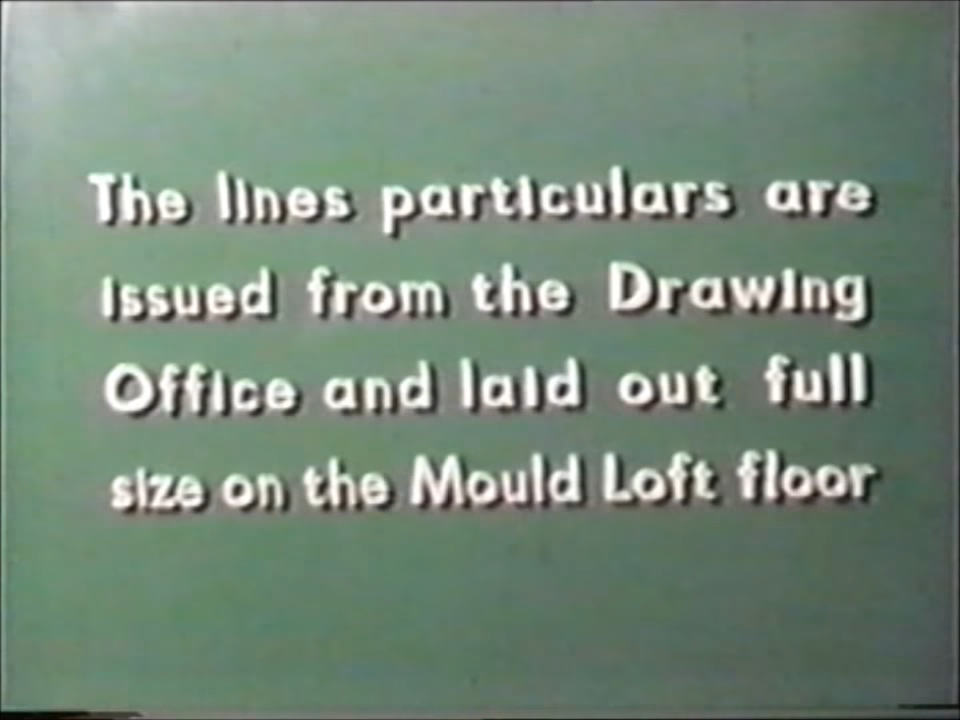 The lines particulars are
issued from the Drawing
Office and laid out full
size on the Mould Loft floor